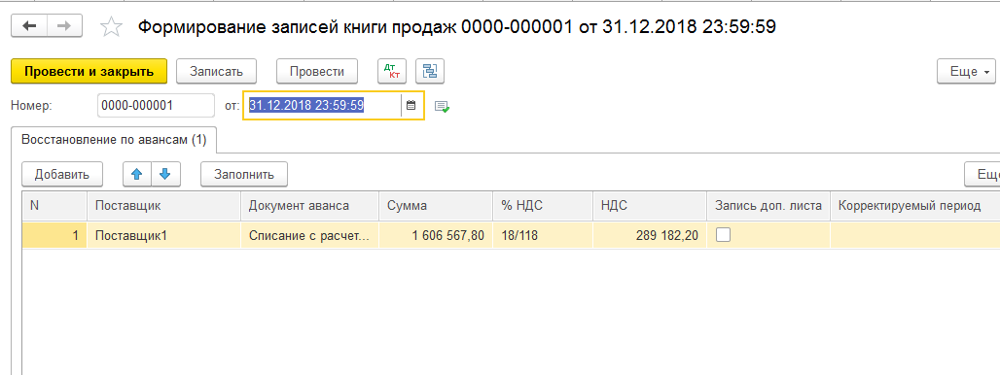 Формирование записей книги продаж 0000-000001 от 31.12.2018 23:59:59
Провести и закрыть Записать Провести Дт Кт Еще
Номер: 0000-000001 от: 31.12.2018 23:59:59
Восстановление по авансам (1)
Добавить Заполнить Еще
N Поставщик Документ аванса Сумма % НДС НДС Запись доп. листа Корректируемый период
1 Поставщик1 Списание с расчет... 1 606 567,80 18/118 289 182,20